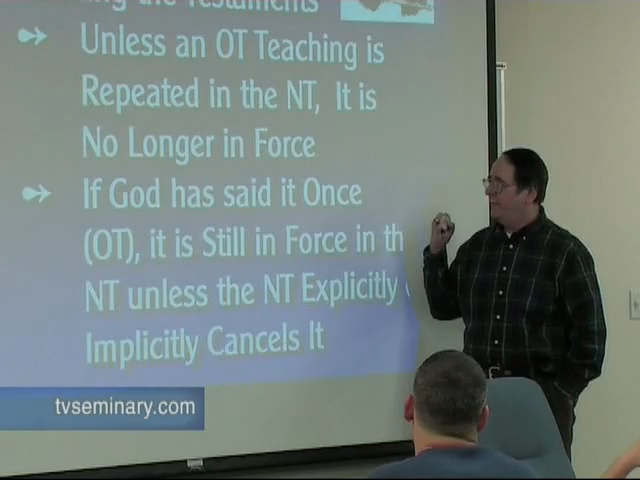 the Testaments
Unless an OT Teaching is
Repeated in the NT, It is
No Longer in Force
If God has said it Once
(OT), it is Still in Force in th
NT unless the NT Explicitly
Implicitly Cancels It
tvseminary.com